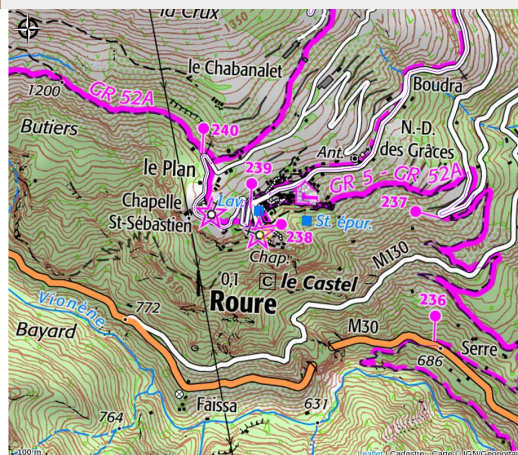 la Crux
1350
le Chabanalet
GR 52A
1200
Boudra
Butiers
240
N.-D.
des Grâces
Ant.
le Plan
239
GR 5 - GR 52A
Chapelle
St-Sébastien
Lav.
237
St. épur.
238
Chap.
M130
0,1
C
le Castel
Roure
Vionène
772
236
Bayard
M30
Serre
686
Faissa
764
631
100 m
Leaflet | Cadastre - Carte © IGN/Geoportail